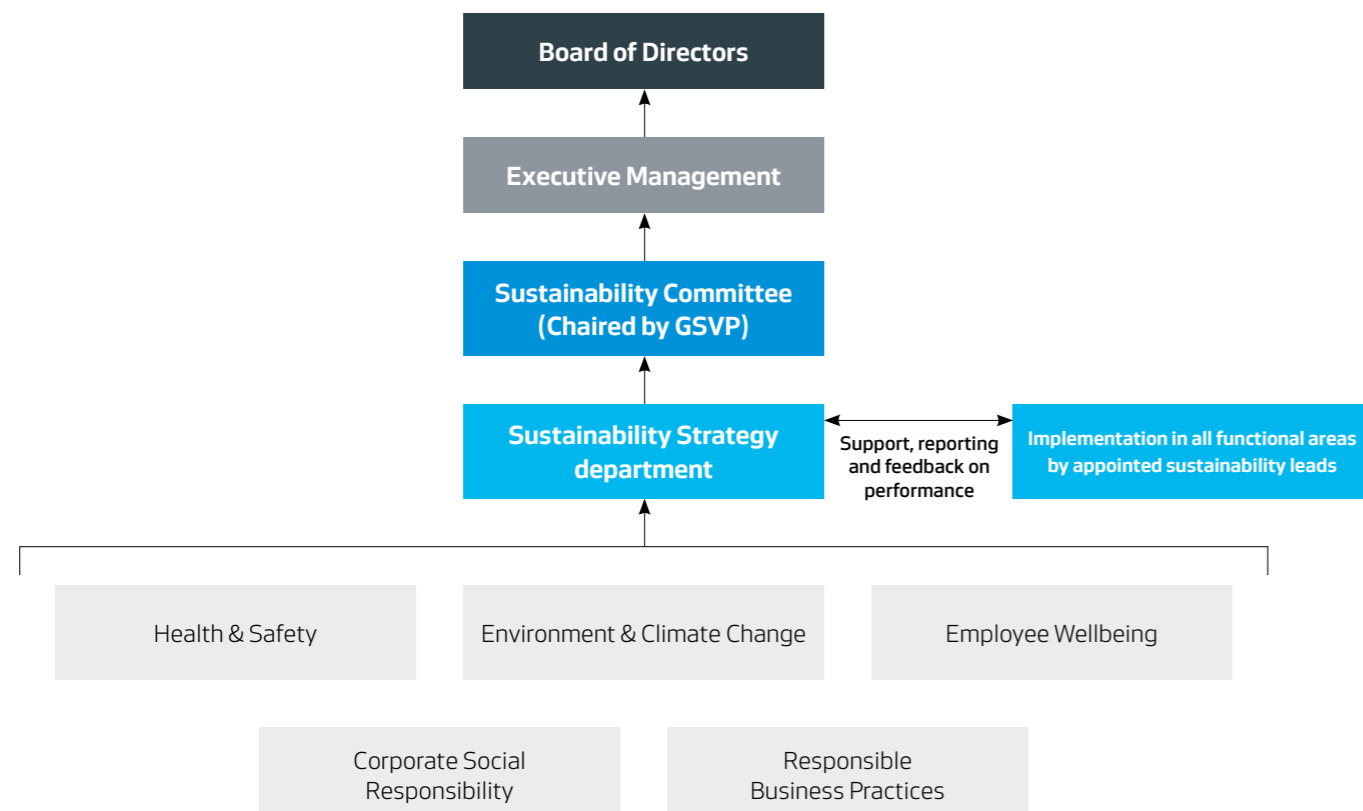 Board of Directors
Executive Management
Sustainability Committee
(Chaired by GSVP)
Sustainability Strategy
department
Support, reporting
and feedback on
performance
Implementation in all functional areas
by appointed sustainability leads
Health & Safety
Environment & Climate Change
Employee Wellbeing
Corporate Social
Responsibility
Responsible
Business Practices